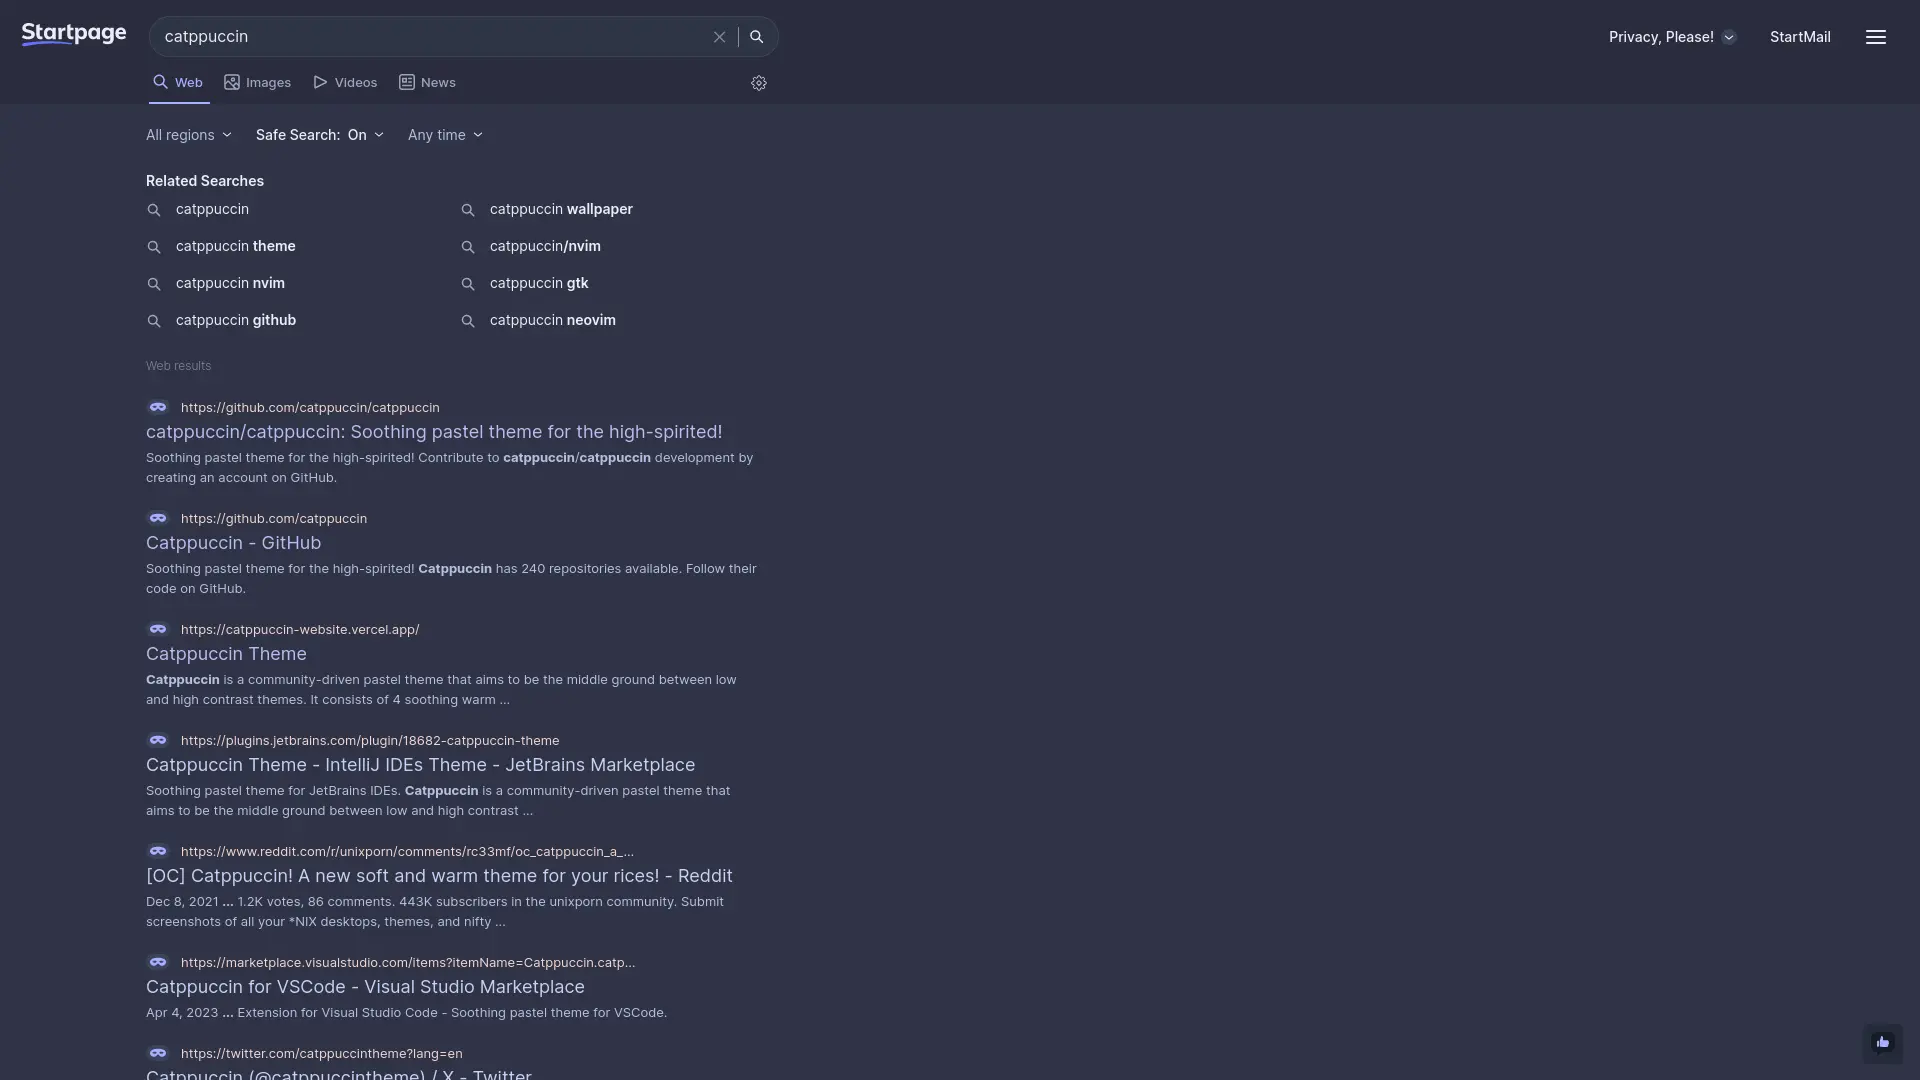 Startpage
catppuccin
Privacy, Please!
StartMail
Web
Images
Videos
News
All regions
Safe Search: On
Any time
Related Searches
catppuccin
catppuccin wallpaper
catppuccin theme
catppuccin/nvim
catppuccin nvim
catppuccin gtk
catppuccin github
catppuccin neovim
Web results
https://github.com/catppuccin/catppuccin
catppuccin/catppuccin: Soothing pastel theme for the high-spirited!
Soothing pastel theme for the high-spirited! Contribute to catppuccin/catppuccin development by
creating an account on GitHub.
https://github.com/catppuccin
Catppuccin - GitHub
Soothing pastel theme for the high-spirited! Catppuccin has 240 repositories available. Follow their
code on GitHub.
https://catppuccin-website.vercel.app/
Catppuccin Theme
Catppuccin is a community-driven pastel theme that aims to be the middle ground between low
and high contrast themes. It consists of 4 soothing warm ...
https://plugins.jetbrains.com/plugin/18682-catppuccin-theme
Catppuccin Theme - IntelliJ IDEs Theme - JetBrains Marketplace
Soothing pastel theme for JetBrains IDEs. Catppuccin is a community-driven pastel theme that
aims to be the middle ground between low and high contrast ...
https://www.reddit.com/r/unixporn/comments/rc33mf/oc_catppuccin_a_...
[OC] Catppuccin! A new soft and warm theme for your rices! - Reddit
Dec 8, 2021 ... 1.2K votes, 86 comments. 443K subscribers in the unixporn community. Submit
screenshots of all your *NIX desktops, themes, and nifty ...
https://marketplace.visualstudio.com/items?itemName=Catppuccin.catp...
Catppuccin for VSCode - Visual Studio Marketplace
Apr 4, 2023 ... Extension for Visual Studio Code - Soothing pastel theme for VSCode.
https://twitter.com/catppuccintheme?lang=en
Catppuccin (@catppuccintheme) / X - Twitter